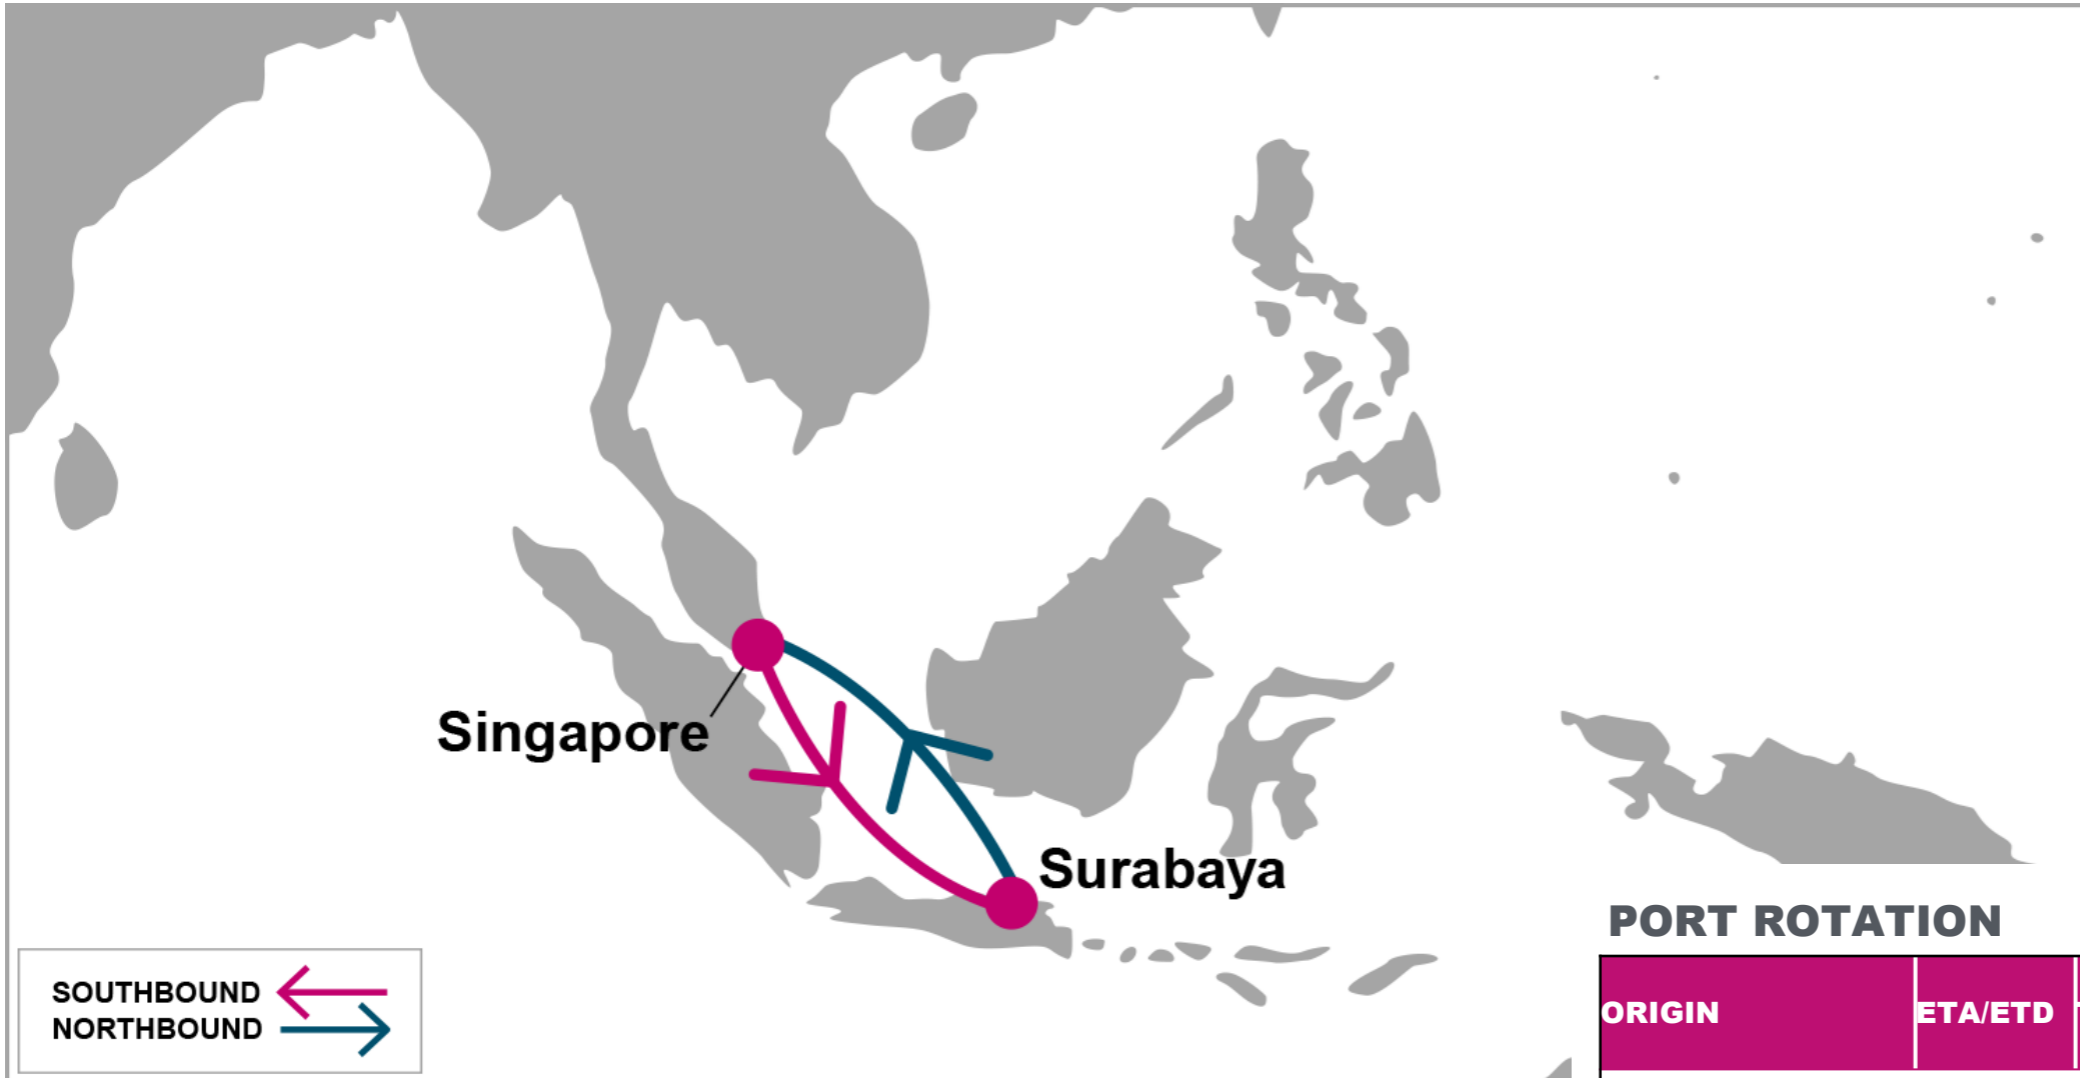 Singapore
Surabaya
SOUTHBOUND
NORTHBOUND
PORT ROTATION
ORIGIN ETA/ETD